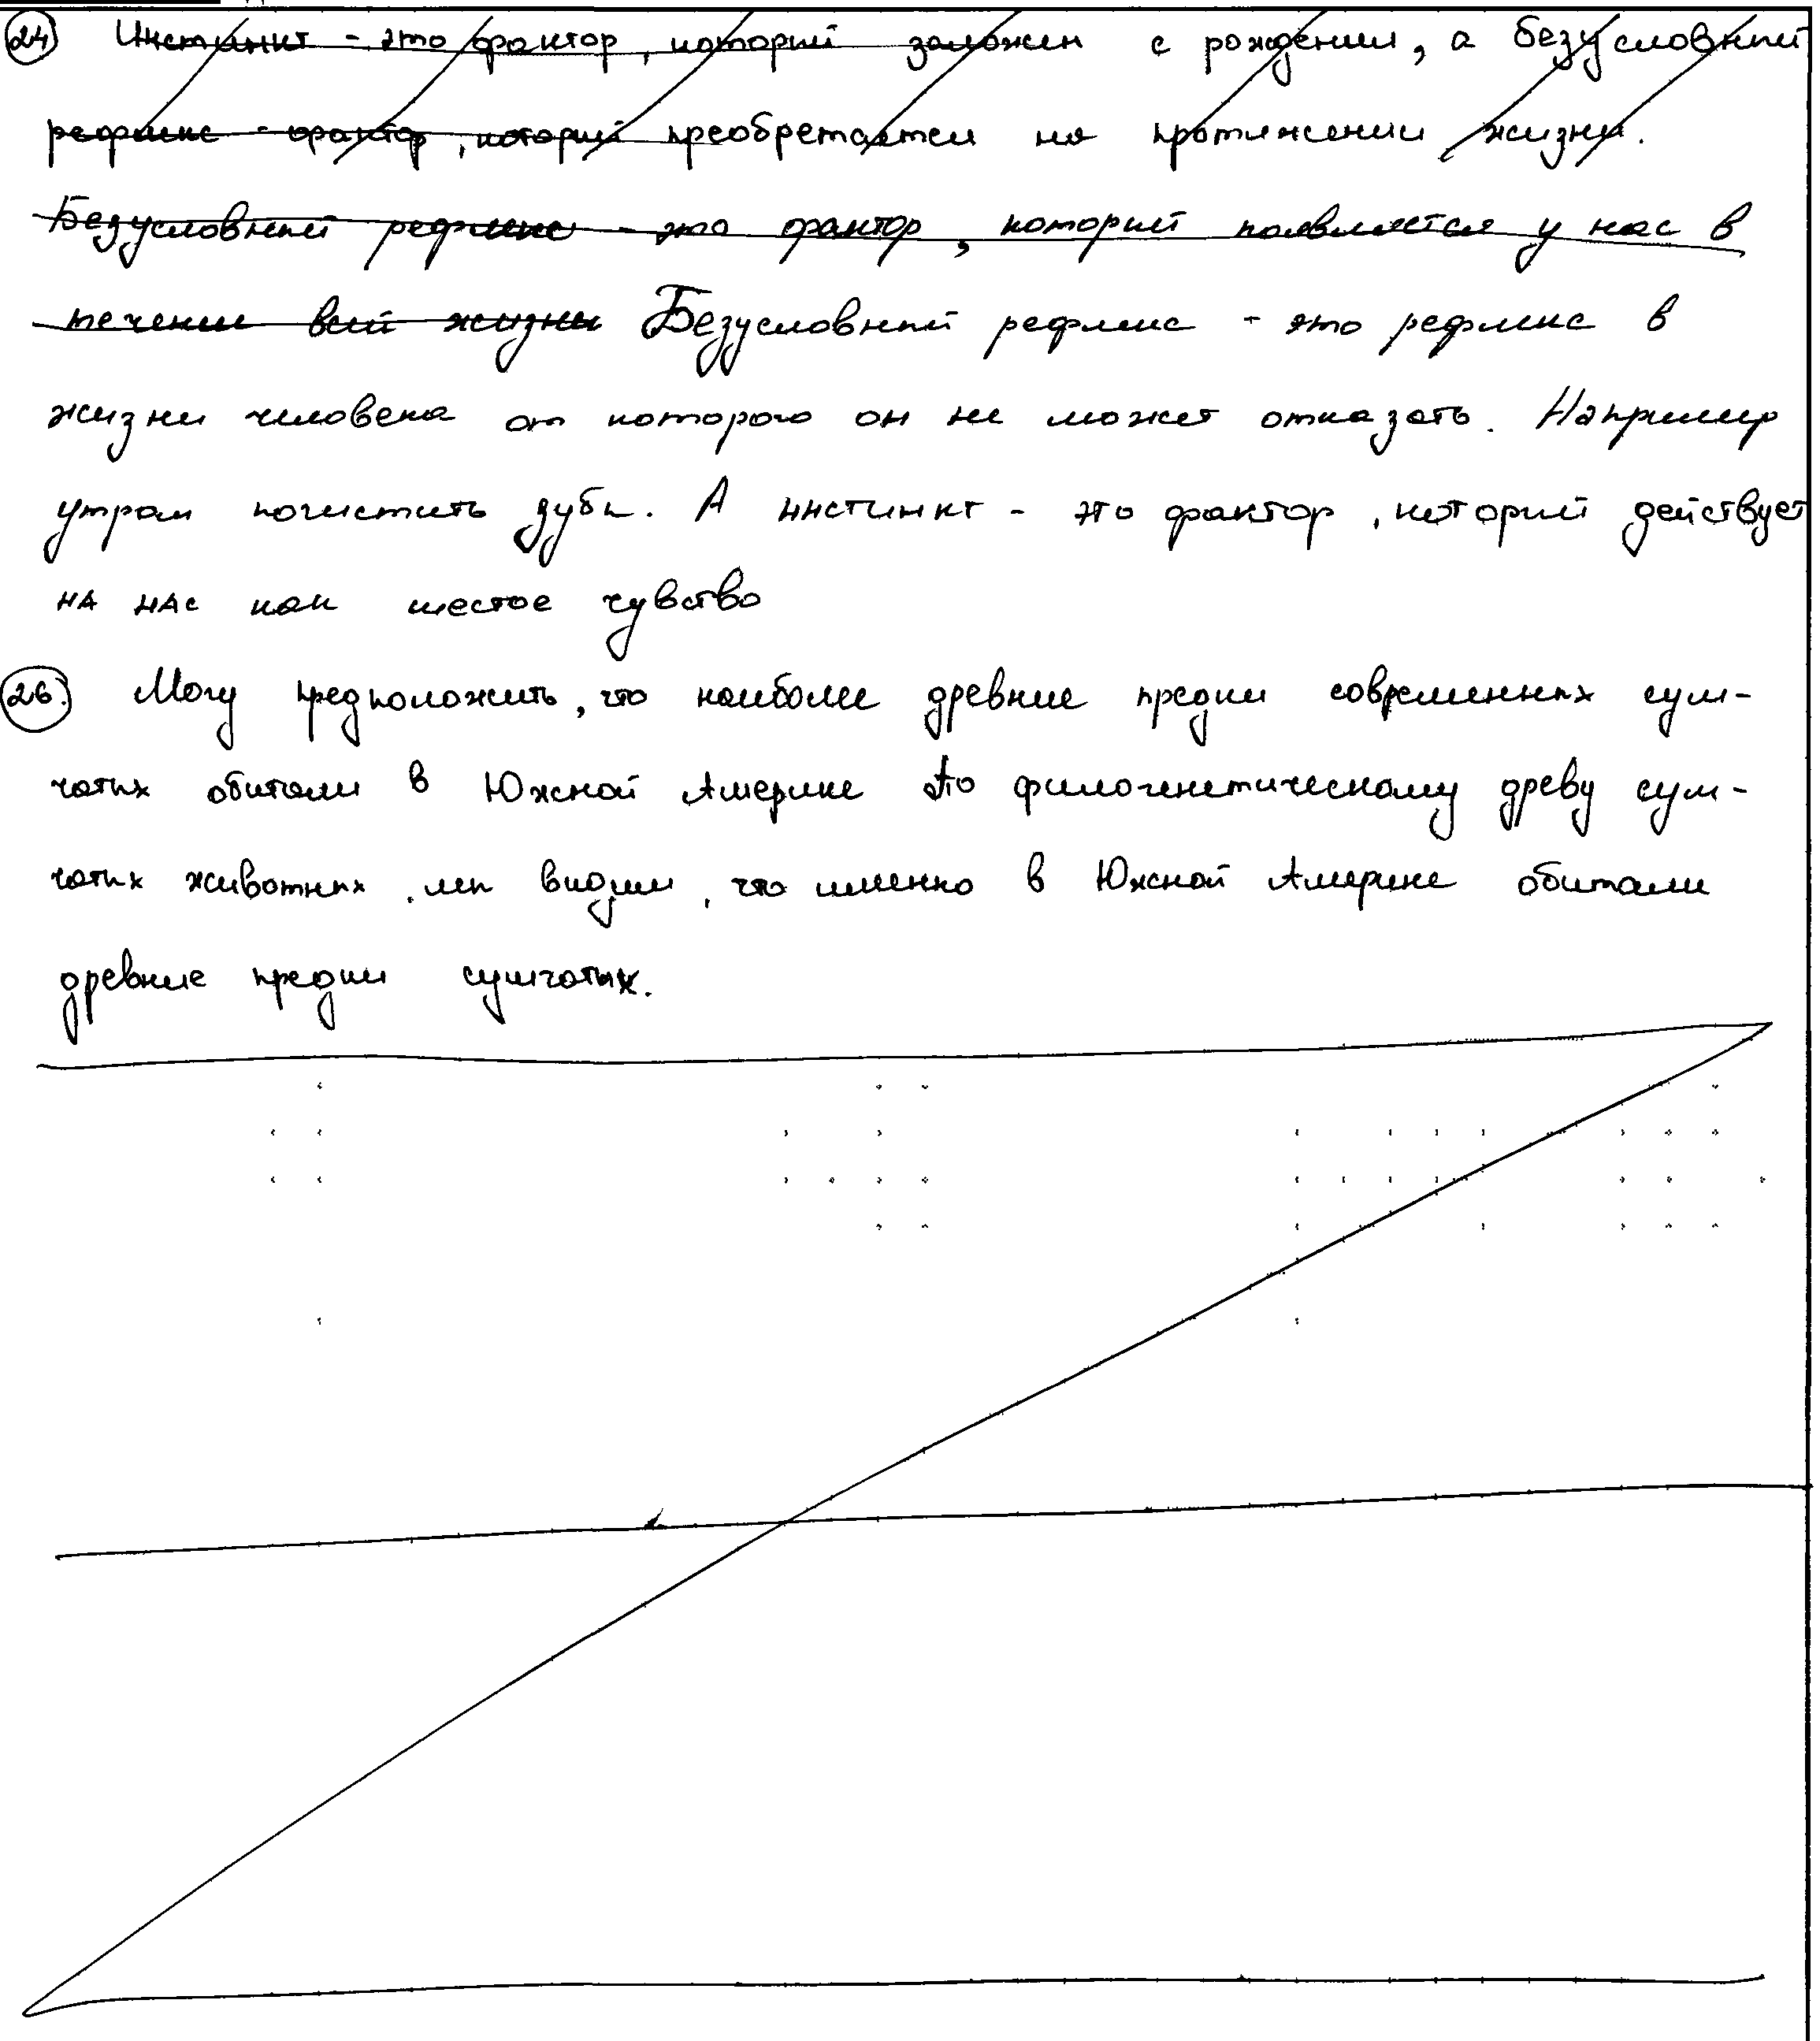 24) Инстинкт - это фактор, который заложен с рождения, а безусловный
рефлекс - фактор, который преобретается на протяжении жизни.
Безусловный рефлекс - это фактор, который появляется у нас в
течении всей жизни Безусловный рефлекс - это рефлекс в
жизни человека от которого он не может отказать. Например
утром почистить зубы. А инстинкт - это фактор, который действует
на нас как шестое чувство
26. Могу предположить, что наиболее древние предки современных сум-
чатых обитали в Южной Америке По филогенетическому древу сум-
чатых животных, мы видим, что именно в Южной Америке обитали
древние предки сумчатых.